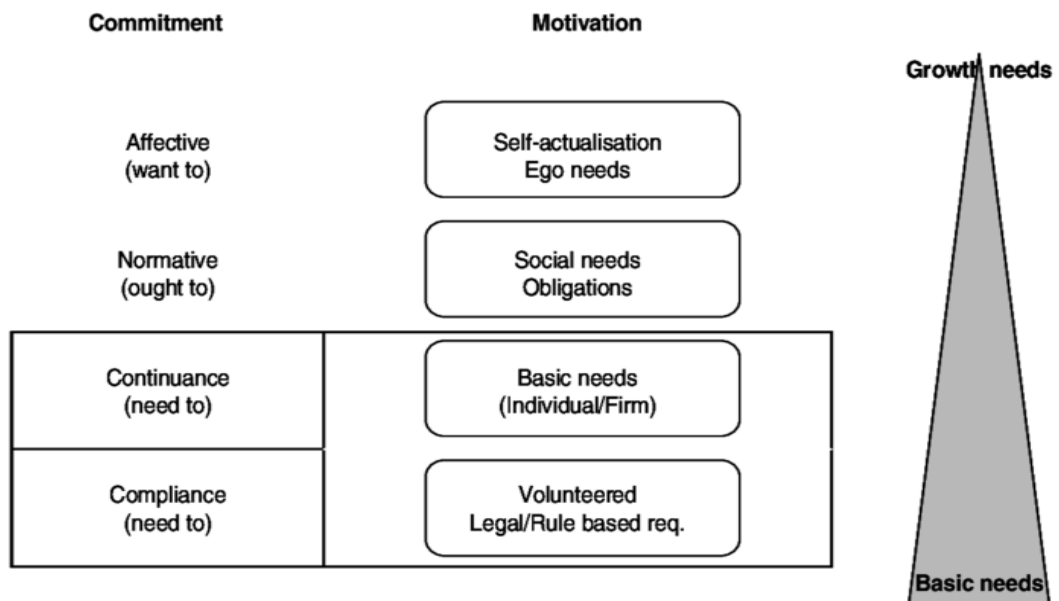 Commitment
Motivation
Growth needs
Affective
(want to)
Self-actualisation
Ego needs
Normative
(ought to)
Social needs
Obligations
Continuance
(need to)
Basic needs
(Individual/Firm)
Compliance
(need to)
Volunteered
Legal/Rule based req.
Basic needs